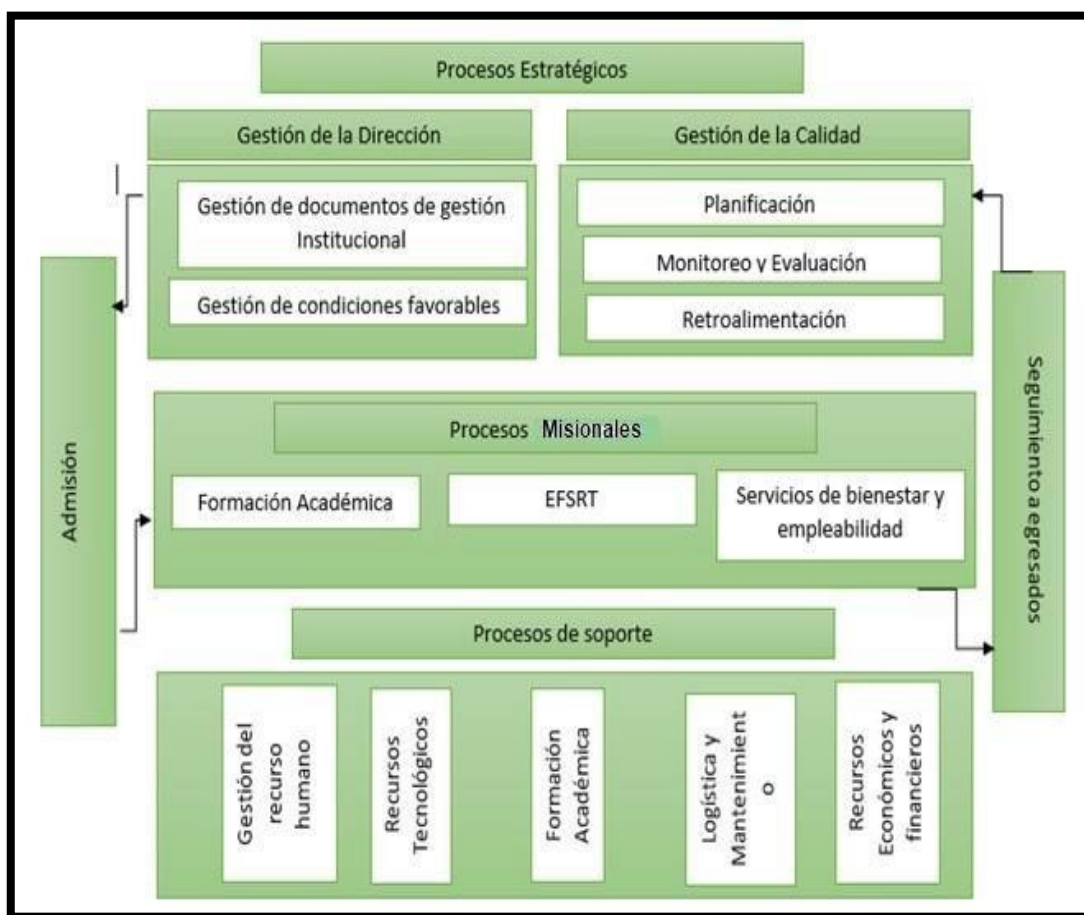 Procesos Estratégicos
Gestión de la Dirección
Gestión de documentos de gestión
Institucional
Gestión de condiciones favorables
Gestión de la Calidad
Planificación
Monitoreo y Evaluación
Retroalimentación
Admisión
Procesos Misionales
Formación Académica
EFSRT
Servicios de bienestar y
empleabilidad
Seguimiento a egresados
Procesos de soporte
Gestión del
recurso
humano
Recursos
Tecnológicos
Formación
Académica
Logística y
Mantenimient
o
Recursos
Económicos y
financieros